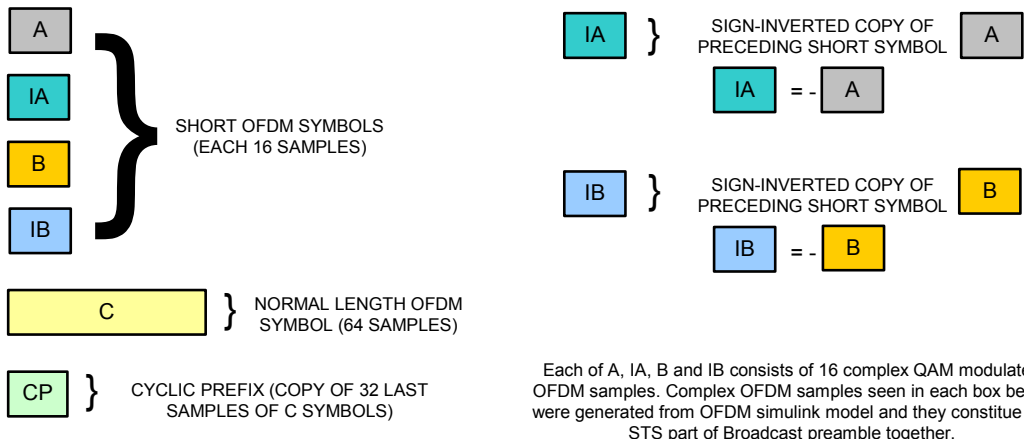 A
IA
B
IB
SHORT OFDM SYMBOLS
(EACH 16 SAMPLES)
C
NORMAL LENGTH OFDM
SYMBOL (64 SAMPLES)
CP
CYCLIC PREFIX (COPY OF 32 LAST
SAMPLES OF C SYMBOLS)
IA
SIGN-INVERTED COPY OF
PRECEDING SHORT SYMBOL
A
IA = - A
IB
SIGN-INVERTED COPY OF
PRECEDING SHORT SYMBOL
B
IB = - B
Each of A, IA, B and IB consists of 16 complex QAM modulate
OFDM samples. Complex OFDM samples seen in each box be
were generated from OFDM simulink model and they constitue
STS part of Broadcast preamble together.